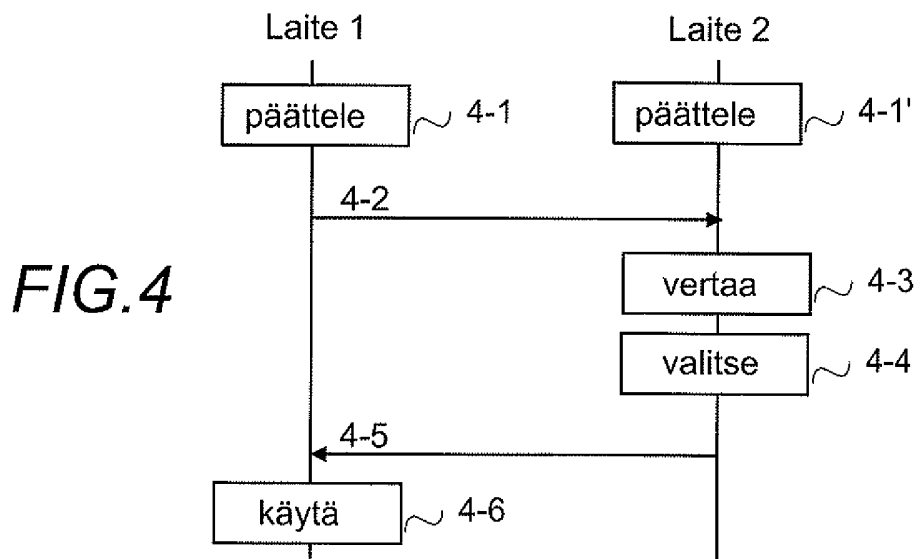 Laite 1
Laite 2
päättele
4-1
päättele
4-1'
4-2
vertaa
4-3
FIG.4
valitse
4-4
4-5
käytä
4-6